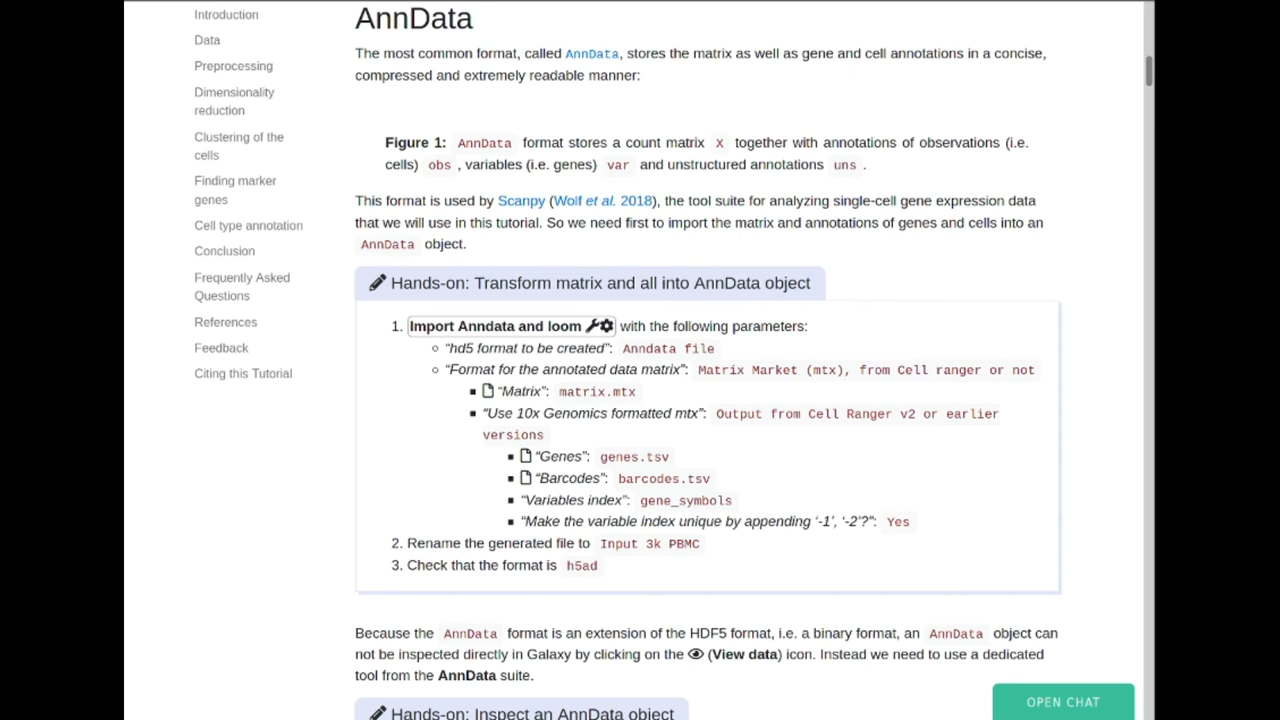 Introduction
Data
Preprocessing
Dimensionality
reduction
Clustering of the
cells
Finding marker
genes
Cell type annotation
Conclusion
Frequently Asked
Questions
References
Feedback
Citing this Tutorial
AnnData
The most common format, called AnnData, stores the matrix as well as gene and cell annotations in a concise,
compressed and extremely readable manner:
Figure 1: AnnData format stores a count matrix X together with annotations of observations (i.e.
cells) obs , variables (i.e. genes) var and unstructured annotations uns .
This format is used by Scanpy (Wolf et al. 2018), the tool suite for analyzing single-cell gene expression data
that we will use in this tutorial. So we need first to import the matrix and annotations of genes and cells into an
AnnData object.
Hands-on: Transform matrix and all into AnnData object
1. Import Anndata and loom with the following parameters:
“hd5 format to be created”: Anndata file
“Format for the annotated data matrix”: Matrix Market (mtx), from Cell ranger or not
“Matrix”: matrix.mtx
“Use 10x Genomics formatted mtx”: Output from Cell Ranger v2 or earlier
versions
“Genes”: genes.tsv
“Barcodes”: barcodes.tsv
“Variables index”: gene_symbols
“Make the variable index unique by appending ‘-1’, ‘-2’?”: Yes
2. Rename the generated file to Input 3k PBMC
3. Check that the format is h5ad
Because the AnnData format is an extension of the HDF5 format, i.e. a binary format, an AnnData object can
not be inspected directly in Galaxy by clicking on the (View data) icon. Instead we need to use a dedicated
tool from the AnnData suite.
Hands-on: Inspect an AnnData object
OPEN CHAT